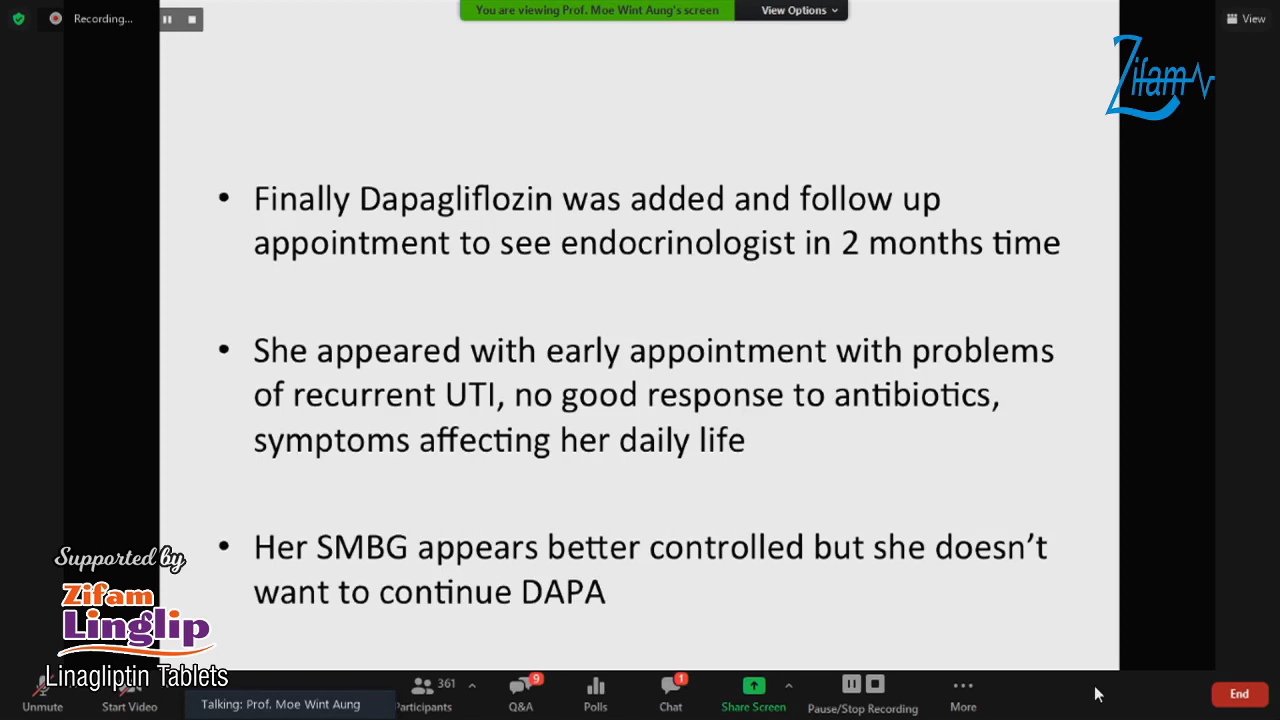 Recording...
You are viewing Prof. Moe Wint Aung's screen
View Options
View
Zifam
• Finally Dapagliflozin was added and follow up
appointment to see endocrinologist in 2 months time
• She appeared with early appointment with problems
of recurrent UTI, no good response to antibiotics,
symptoms affecting her daily life
• Her SMBG appears better controlled but she doesn't
want to continue DAPA
Supported by
Zifam
Linglip
Linagliptin Tablets
Unmute
Start Video
Talking: Prof. Moe Wint Aung
Participants
361
Q&A
9
Polls
Chat
1
Share Screen
Pause/Stop Recording
More
End